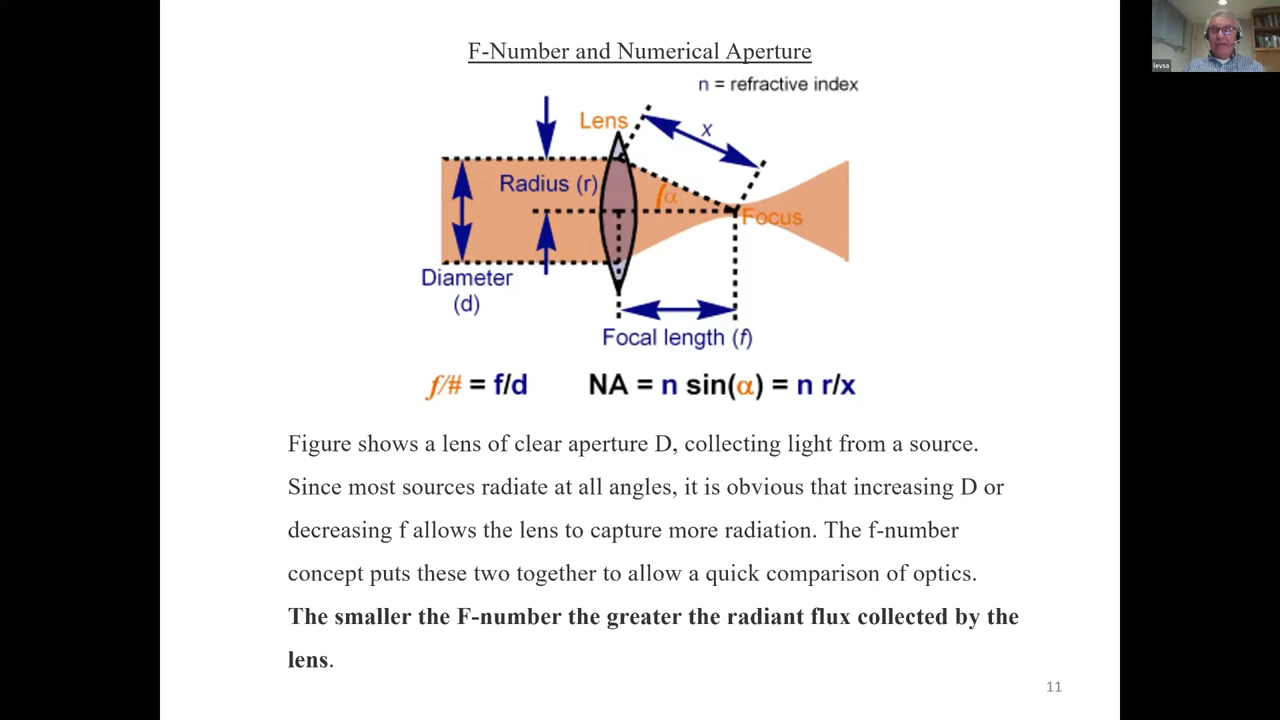 F-Number and Numerical Aperture
n = refractive index
Lens
x
Radius (r)
α
Focus
Diameter
(d)
Focal length (f)
f/# = f/d
NA = n sin(α) = n r/x
Figure shows a lens of clear aperture D, collecting light from a source.
Since most sources radiate at all angles, it is obvious that increasing D or
decreasing f allows the lens to capture more radiation. The f-number
concept puts these two together to allow a quick comparison of optics.
The smaller the F-number the greater the radiant flux collected by the
lens.
11
levsa